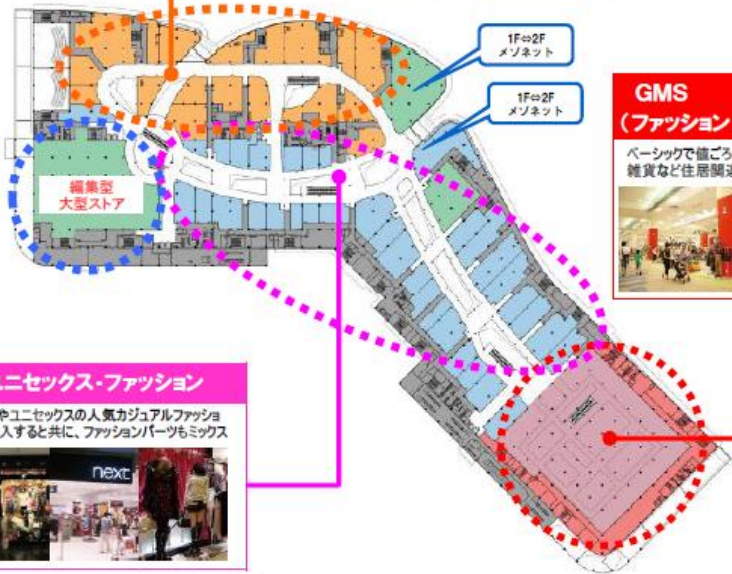 1F⇔2F
メゾネット
1F⇔2F
メゾネット
GMS
(ファッション
ベーシックで値ごろ
雑貨など住居関連
編集型
大型ストア
ユニセックス-ファッション
やユニセックスの人気カジュアルファッショ
入すると共に、ファッションパーツもミックス
next